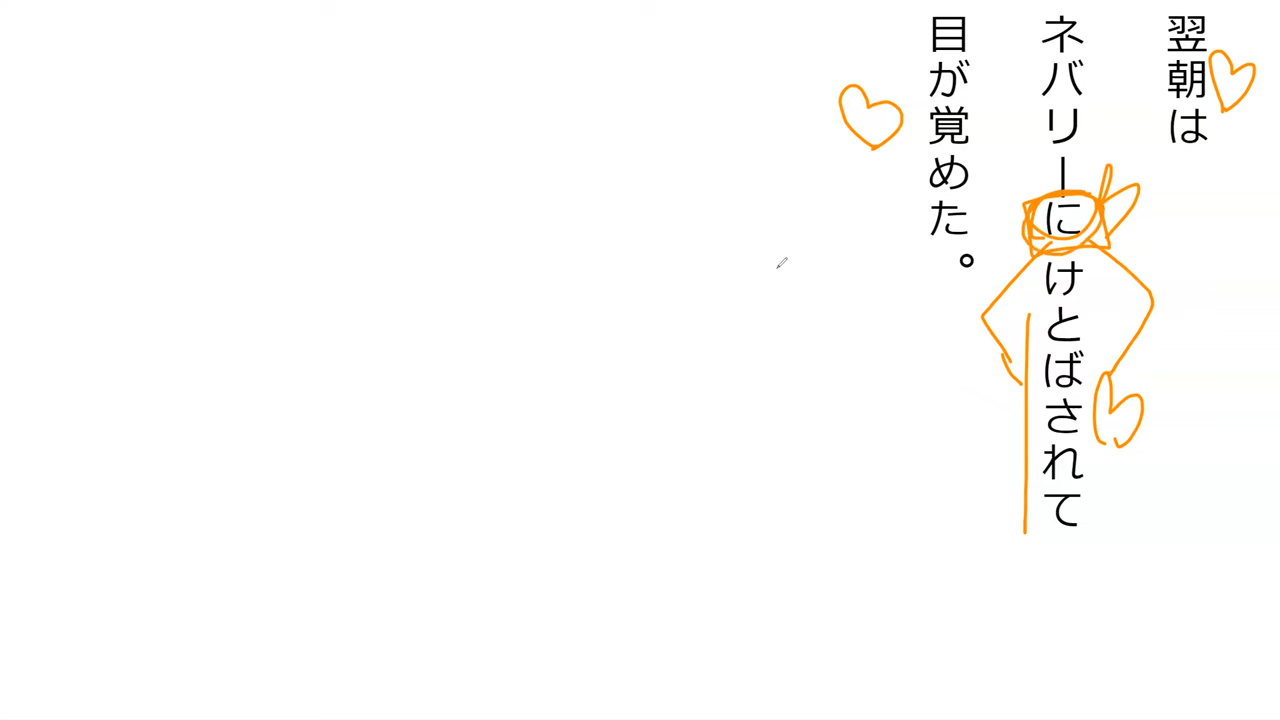 翌朝は
ネバリーにけとばされて
目が覚めた。